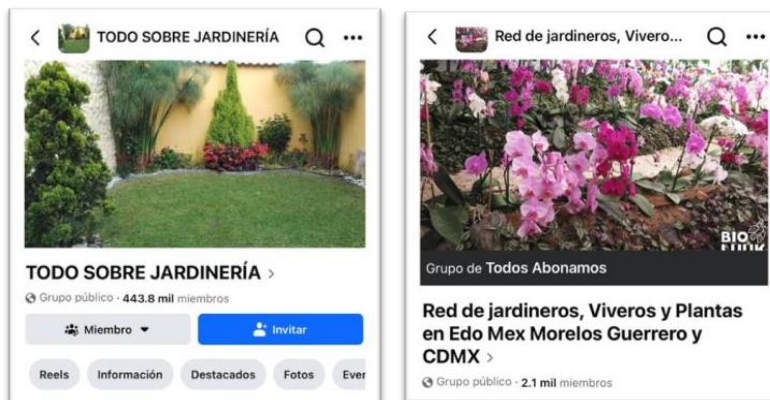 TODO SOBRE JARDINERÍA
TODO SOBRE JARDINERÍA >
Grupo público · 443.8 mil miembros
Miembro
Invitar
Reels Información Destacados Fotos Ever
Red de jardineros, Vivero...
BIO
Grupo de Todos Abonamos
Red de jardineros, Viveros y Plantas
en Edo Mex Morelos Guerrero y
CDMX >
Grupo público · 2.1 mil miembros